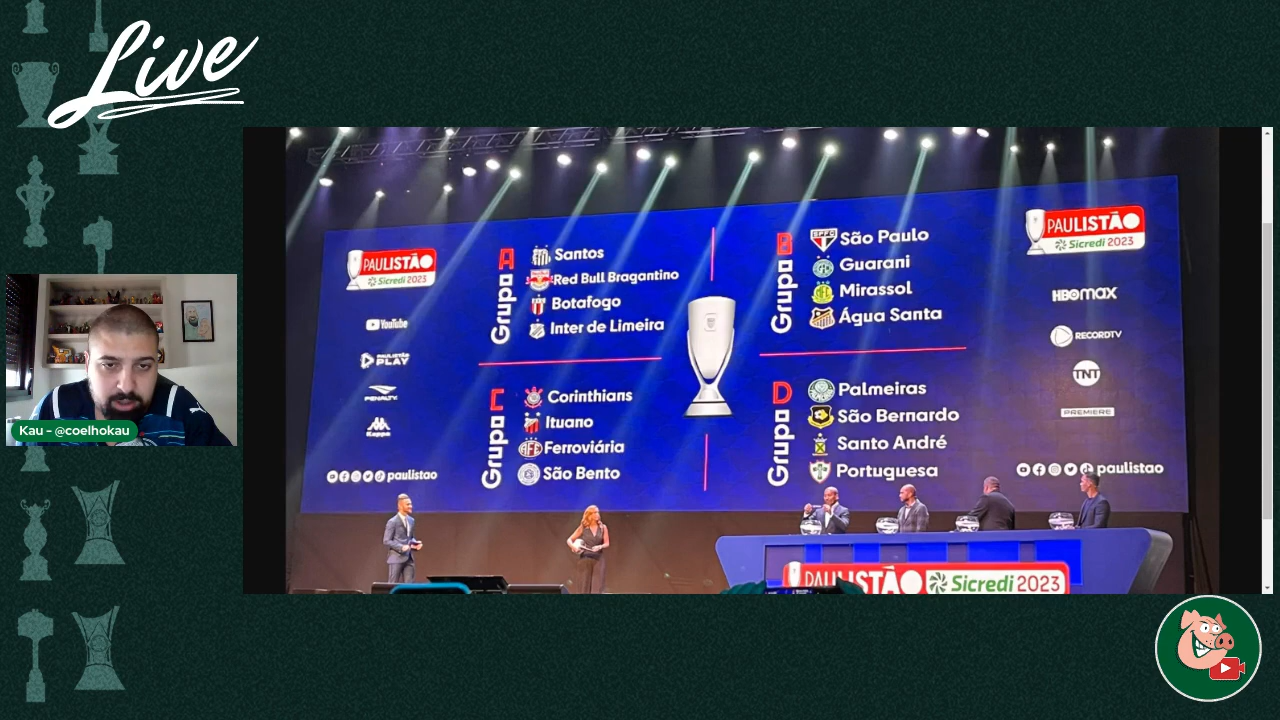 Live
Kau - @coelhokau
PAULISTÃO
Sicredi 2023
YouTube
PAULISTÃO
PLAY
PENALTY
Kappa
paulistao
Grupo A
Santos
Red Bull Bragantino
Botafogo
Inter de Limeira
Grupo B
SPFC
São Paulo
Guarani
Mirassol
Água Santa
Grupo C
Corinthians
Ituano
Ferroviária
São Bento
Grupo D
Palmeiras
São Bernardo
Santo André
Portuguesa
PAULISTÃO
Sicredi 2023
HBOMAX
RECORDTV
TNT
PREMIERE
paulistao
PAULISTÃO Sicredi 2023